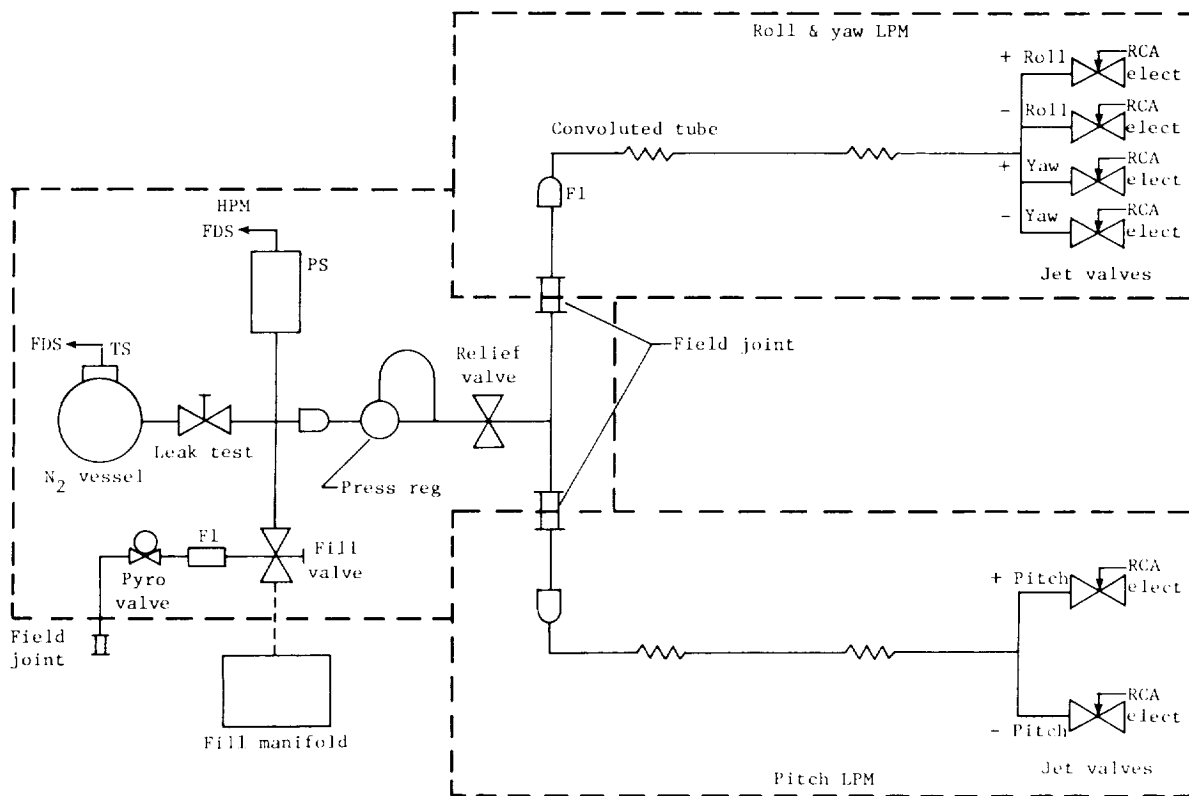 Roll & yaw LPM
+ Roll
RCA
elect
- Roll
RCA
elect
+ Yaw
RCA
elect
- Yaw
RCA
elect
Jet valves
Convoluted tube
Fl
HPM
FDS
PS
Field joint
FDS
TS
N2 vessel
Leak test
Relief
valve
Press reg
Fl
Fill
valve
Pyro
valve
Field
joint
Fill manifold
+ Pitch
RCA
elect
- Pitch
RCA
elect
Jet valves
Pitch LPM